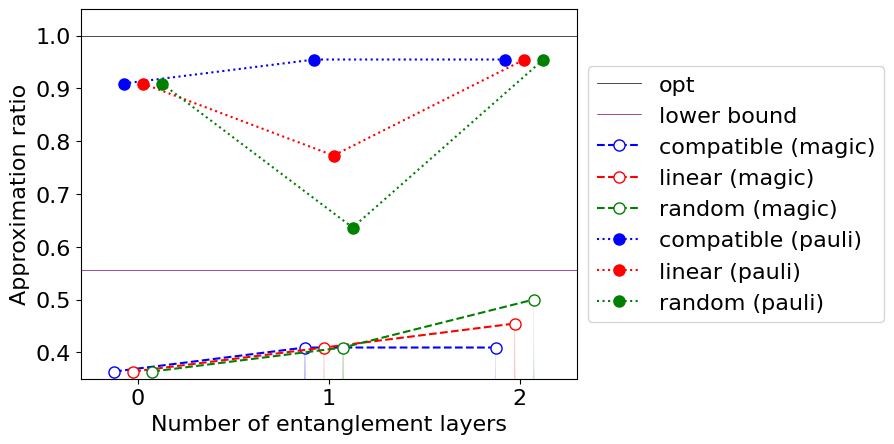 1.0
0.9
0.8
0.7
0.6
0.5
0.4
Approximation ratio
0
1
2
Number of entanglement layers
opt
lower bound
compatible (magic)
linear (magic)
random (magic)
compatible (pauli)
linear (pauli)
random (pauli)